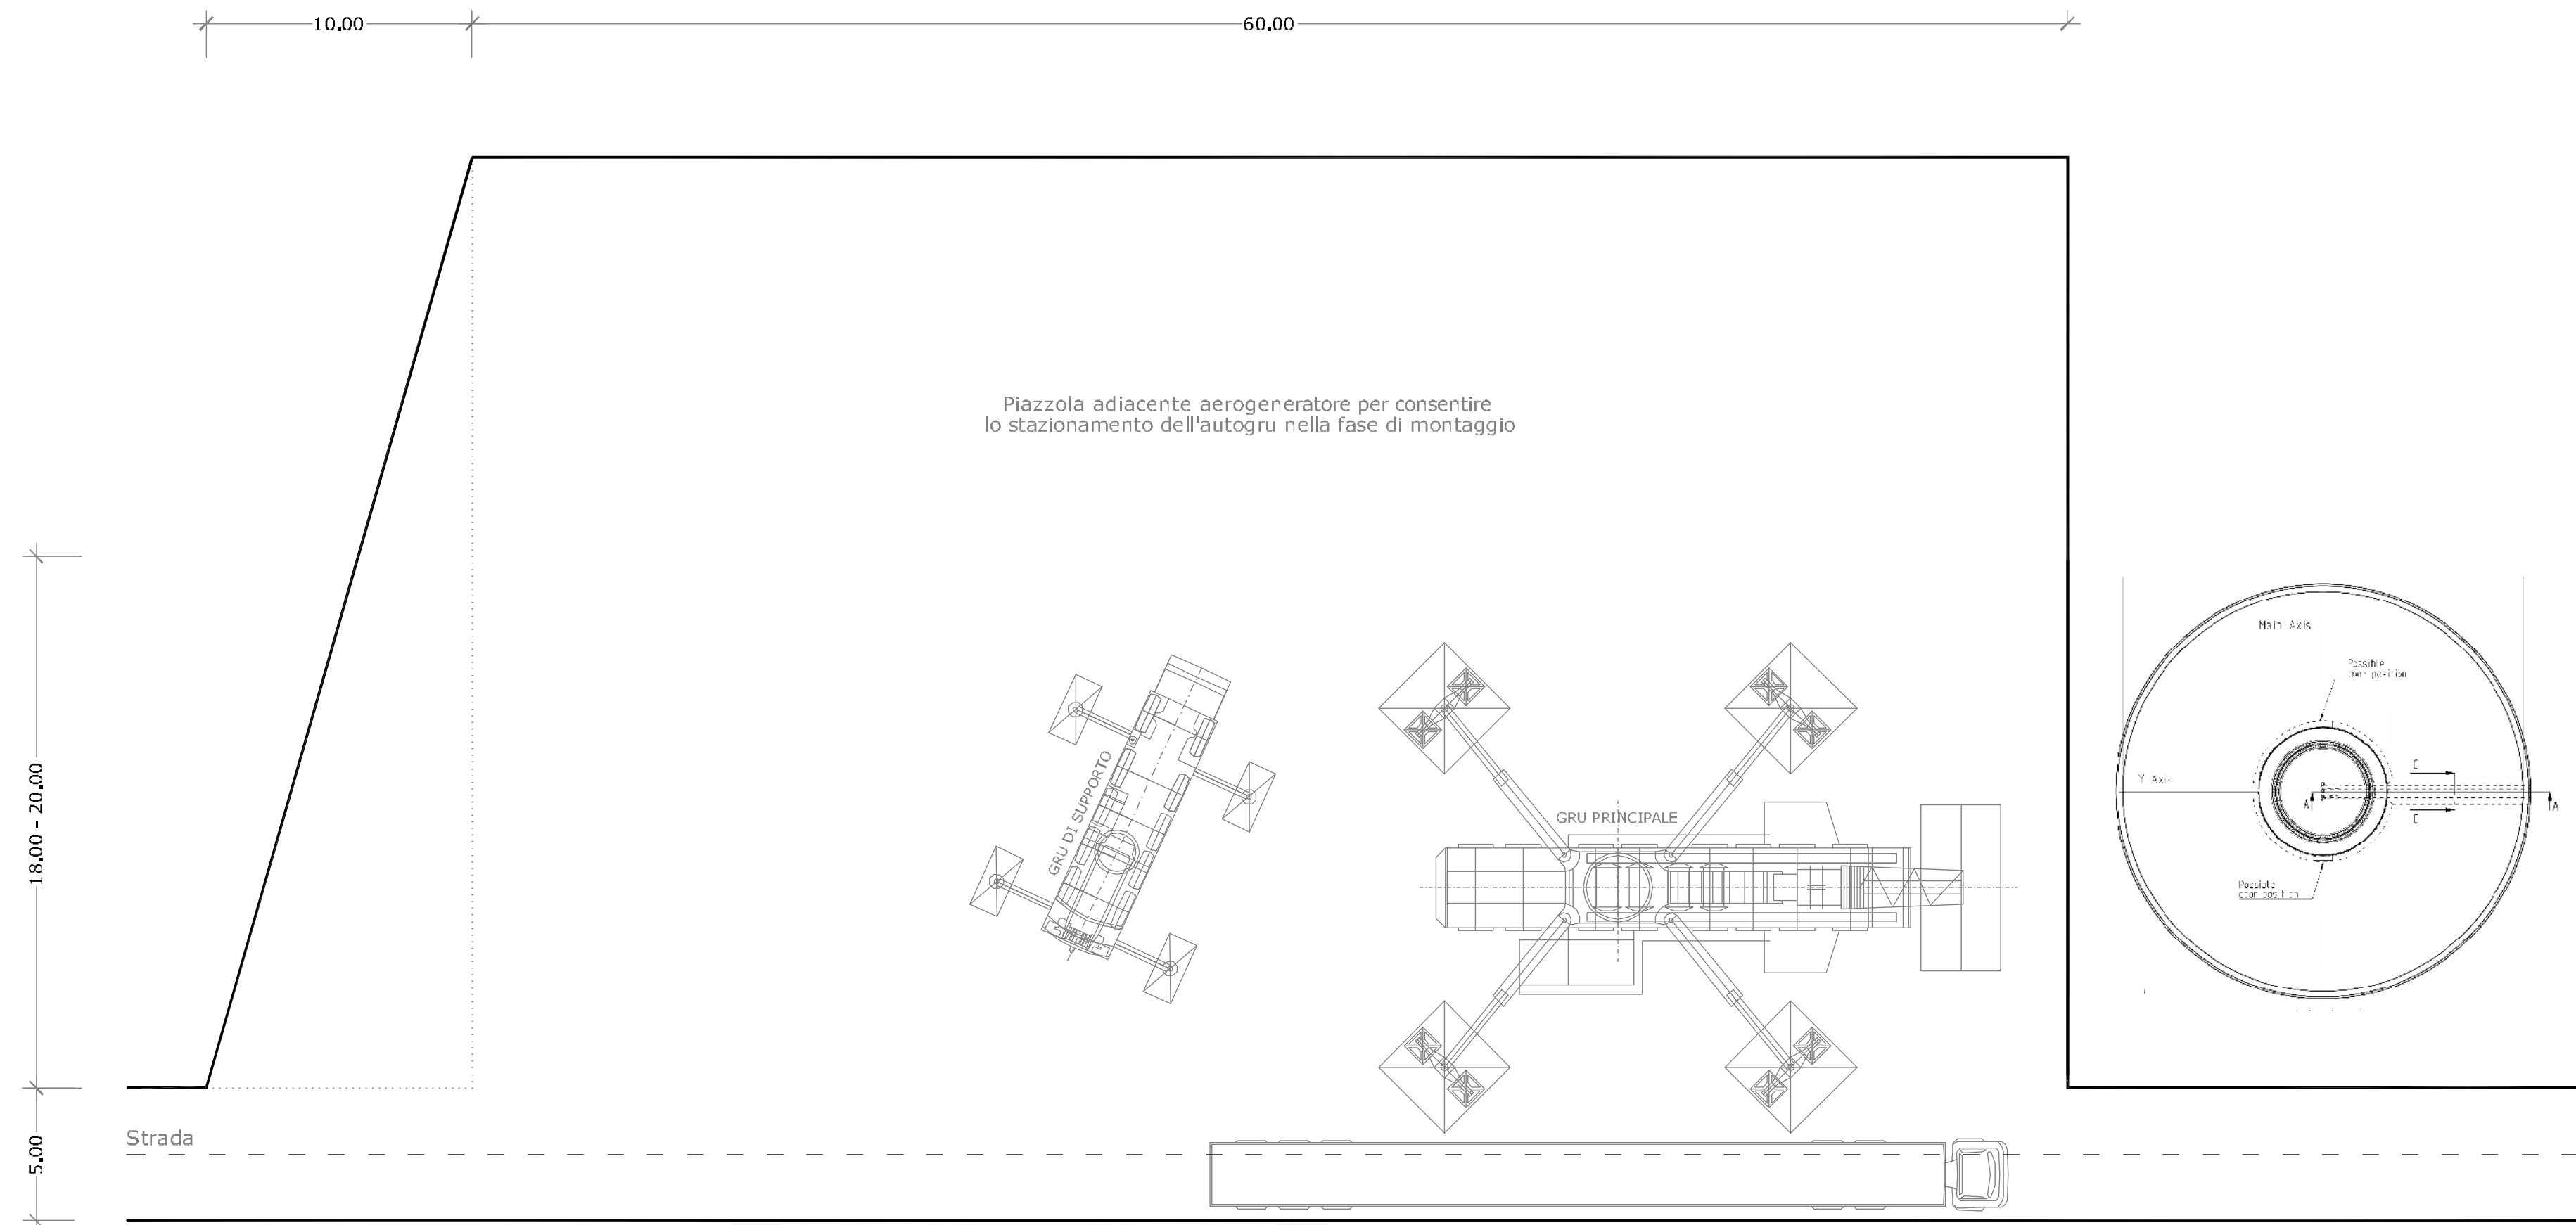 10.00
60.00
Piazzola adiacente aerogeneratore per consentire
lo stazionamento dell'autogru nella fase di montaggio
18.00 - 20.00
5.00
GRU DI SUPPORTO
GRU PRINCIPALE
Main Axis
Possible
position
Y Axis
C
A
A
C
Possible
Strada